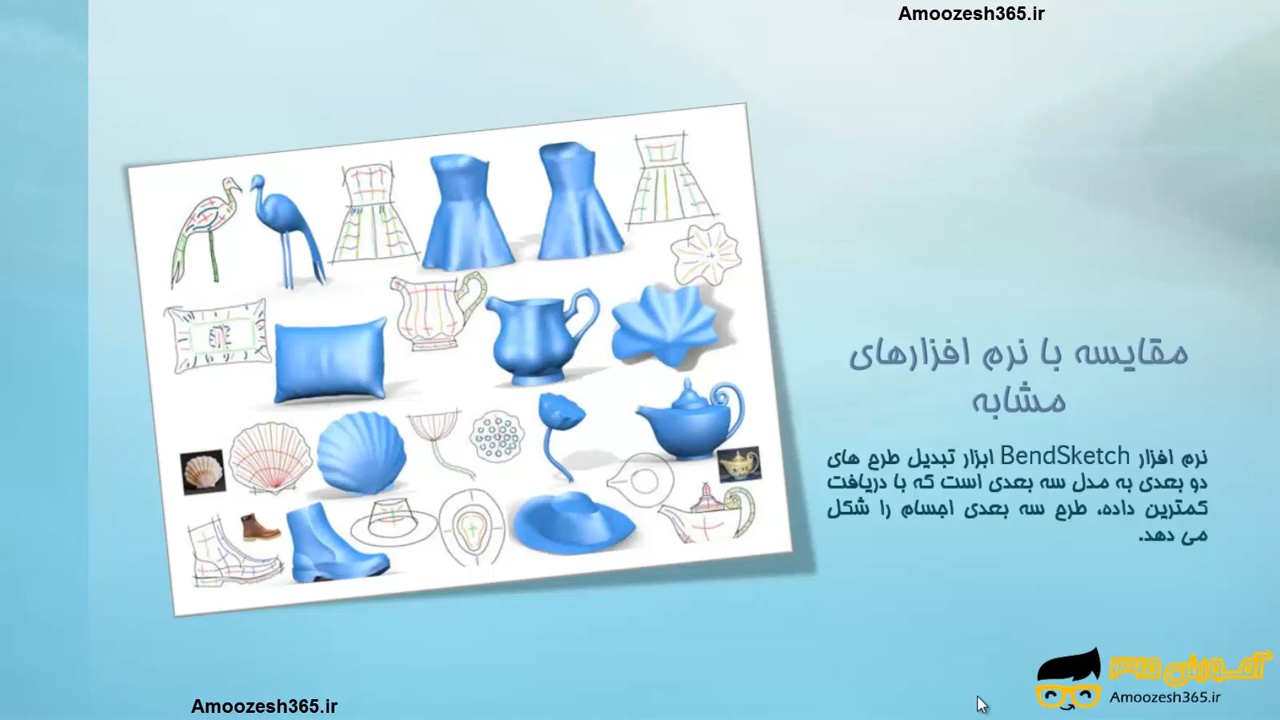 Amoozesh365.ir
مقایسه با نرم افزارهای
مشابه
نرم افزار BendSketch ابزار تبدیل طرح های
دو بعدی به مدل سه بعدی است که با دریافت
کمترین داده، طرح سه بعدی اجسام را شکل
می دهد.
آموزش ۳۶۵
Amoozesh365.ir
Amoozesh365.ir